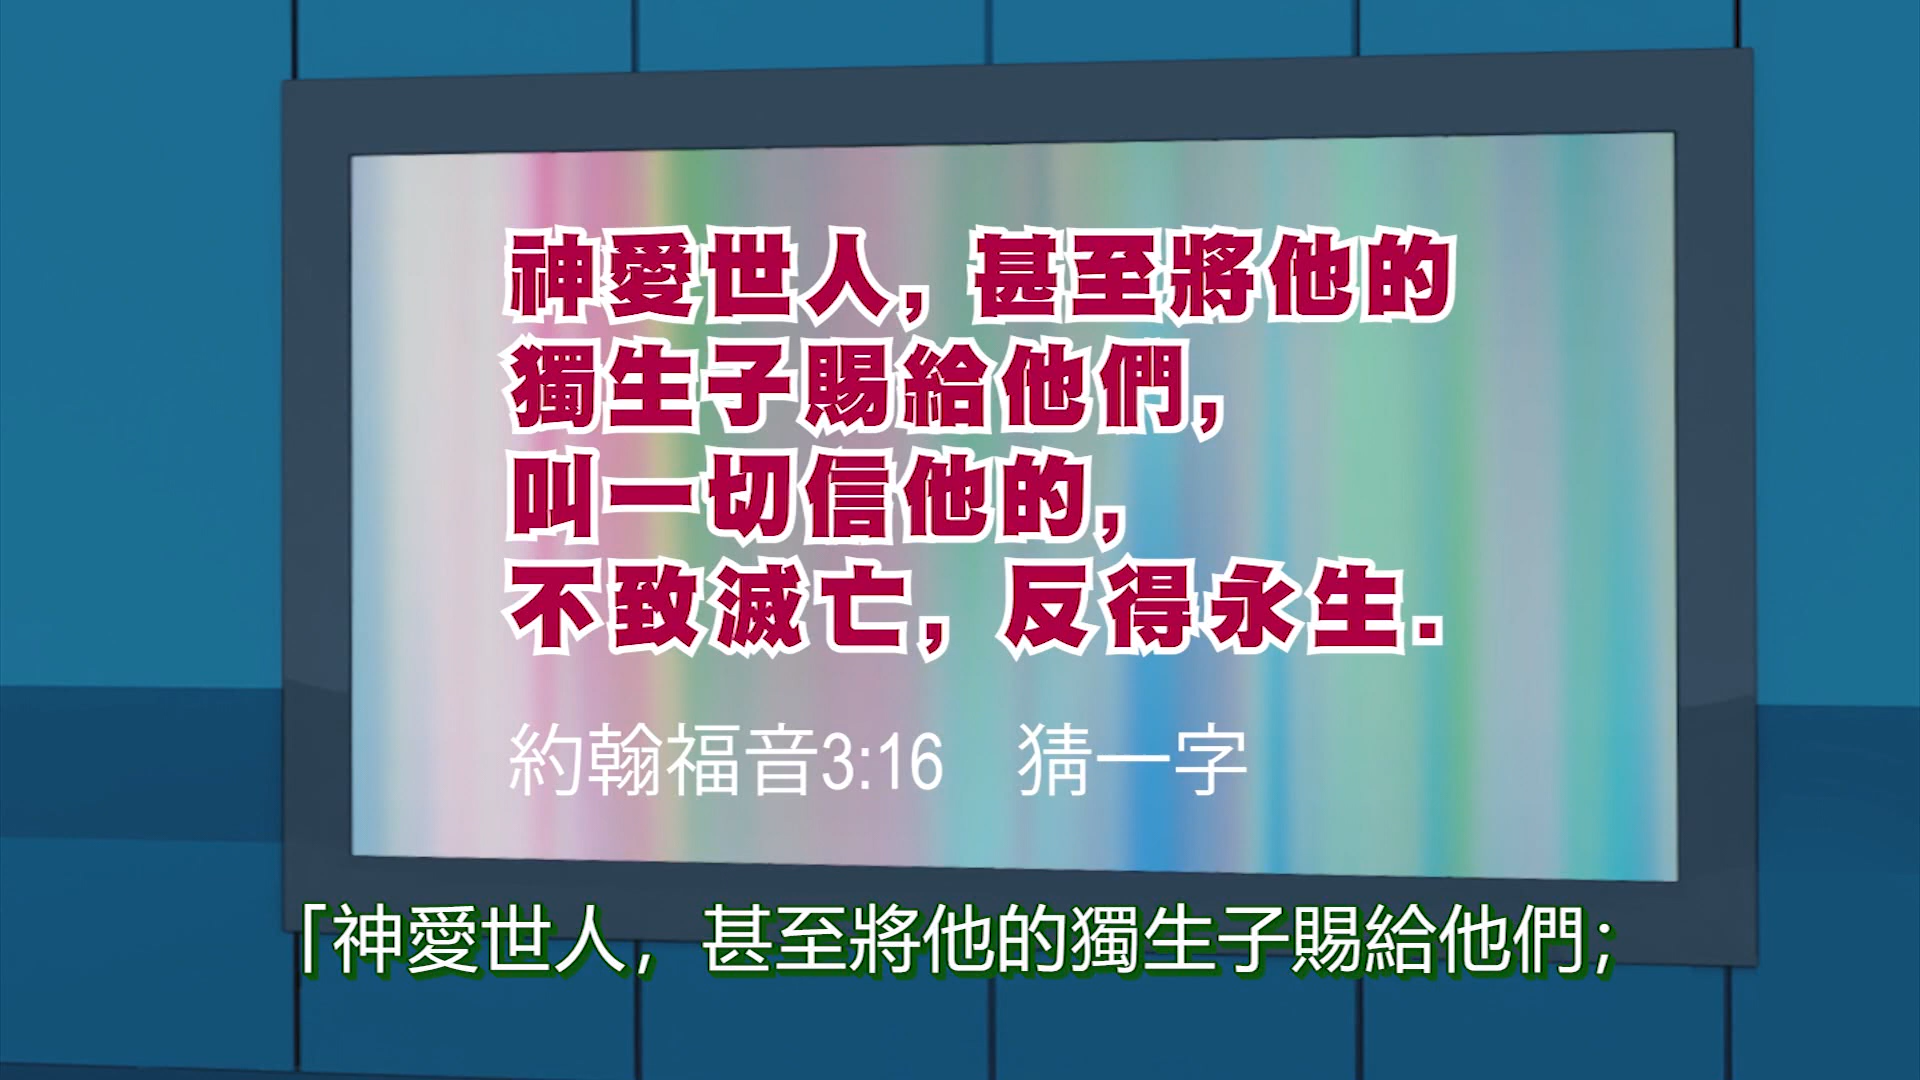 神愛世人，甚至將他的
獨生子賜給他們，
叫一切信他的，
不致滅亡，反得永生.
約翰福音3:16　猜一字
「神愛世人，甚至將他的獨生子賜給他們；